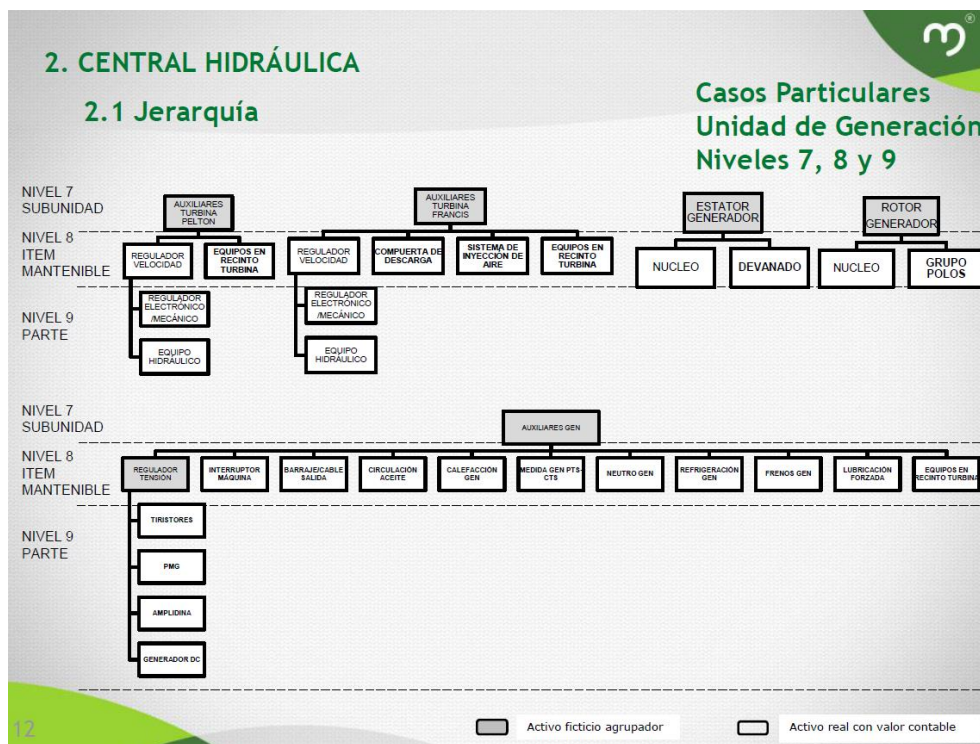 2. CENTRAL HIDRÁULICA
2.1 Jerarquía
Casos Particulares
Unidad de Generación
Niveles 7, 8 y 9
NIVEL 7
SUBUNIDAD
AUXILIARES
TURBINA
PELTON
AUXILIARES
TURBINA
FRANCIS
ESTATOR
GENERADOR
ROTOR
GENERADOR
NIVEL 8
ITEM
MANTENIBLE
REGULADOR
VELOCIDAD
EQUIPOS EN
RECINTO
TURBINA
REGULADOR
VELOCIDAD
COMPUERTA DE
DESCARGA
SISTEMA DE
INYECCIÓN DE
AIRE
EQUIPOS EN
RECINTO
TURBINA
NUCLEO
DEVANADO
NUCLEO
GRUPO
POLOS
NIVEL 9
PARTE
REGULADOR
ELECTRÓNICO
/MECÁNICO
EQUIPO
HIDRÁULICO
REGULADOR
ELECTRÓNICO
/MECÁNICO
EQUIPO
HIDRÁULICO
NIVEL 7
SUBUNIDAD
AUXILIARES GEN
NIVEL 8
ITEM
MANTENIBLE
REGULADOR
TENSIÓN
INTERRUPTOR
MÁQUINA
BARRAJE/CABLE
SALIDA
CIRCULACIÓN
ACEITE
CALEFACCIÓN
GEN
MEDIDA GEN PTS-
CTS
NEUTRO GEN
REFRIGERACIÓN
GEN
FRENOS GEN
LUBRICACIÓN
FORZADA
EQUIPOS EN
RECINTO TURBINA
NIVEL 9
PARTE
TIRISTORES
PMG
AMPLIDINA
GENERADOR DC
12
Activo ficticio agrupador
Activo real con valor contable